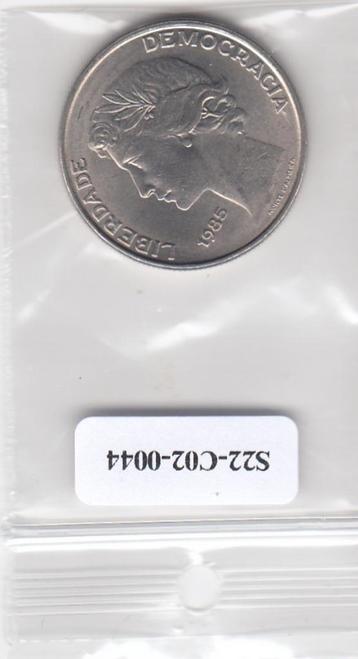 LIBERDADE
DEMOCRACIA
1985
S22-C02-0044